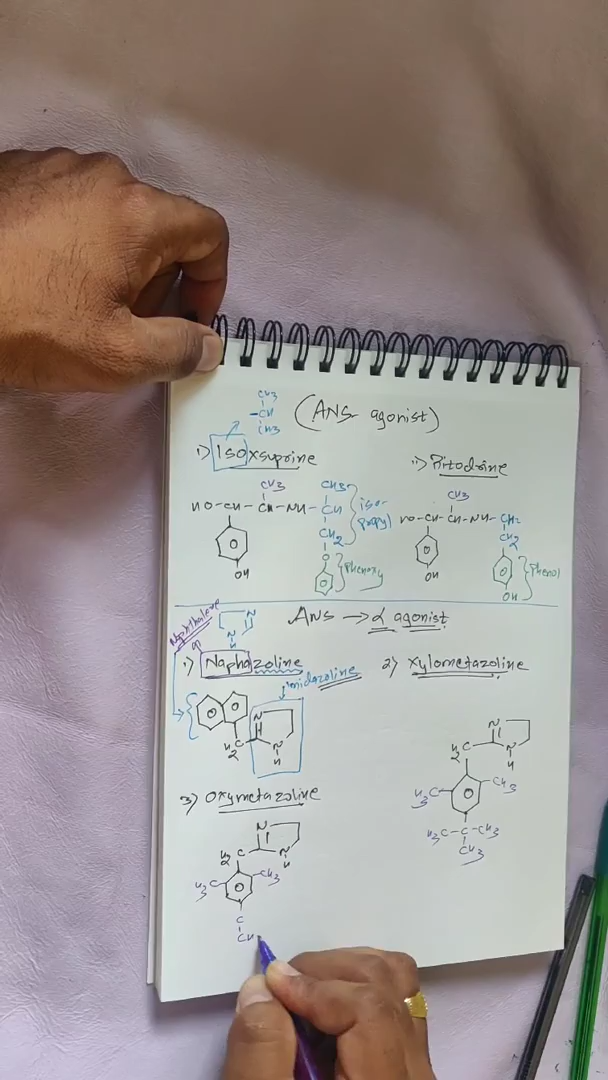 CH3
-CH
CH3
(ANS- agonist)
1) Isoxsuprine
ii) Ritodrine
CH3
HO-CH-CH-NH-CH
CH3
CH2
O
iso-
propyl
OH
Phenoxy
CH3
HO-CH-CH-NH-CH2
CH2
OH
OH
Phenol
Naphthalene
N
N
H
ANS → α agonist
1) Naphazoline
2) Xylometazoline
imidazoline
N
H2C
N
H
N
H2C
N
H
H3C
CH3
H3C-C-CH3
CH3
3) Oxymetazoline
N
H2C
N
H
H3C
CH3
C
CH